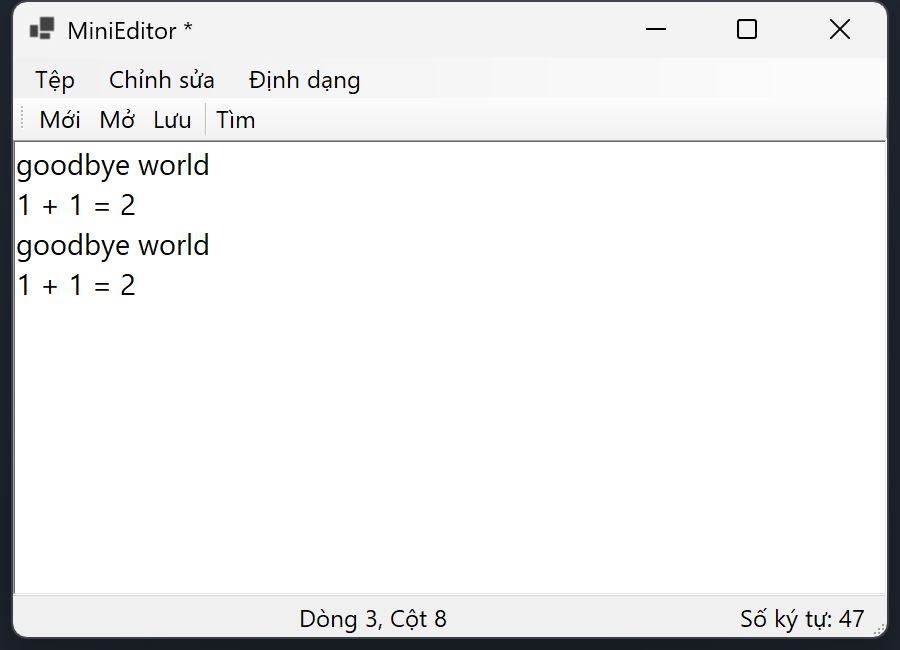 MiniEditor *
Tệp Chỉnh sửa Định dạng
Mới Mở Lưu Tìm
goodbye world
1 + 1 = 2
goodbye world
1 + 1 = 2
Dòng 3, Cột 8 Số ký tự: 47